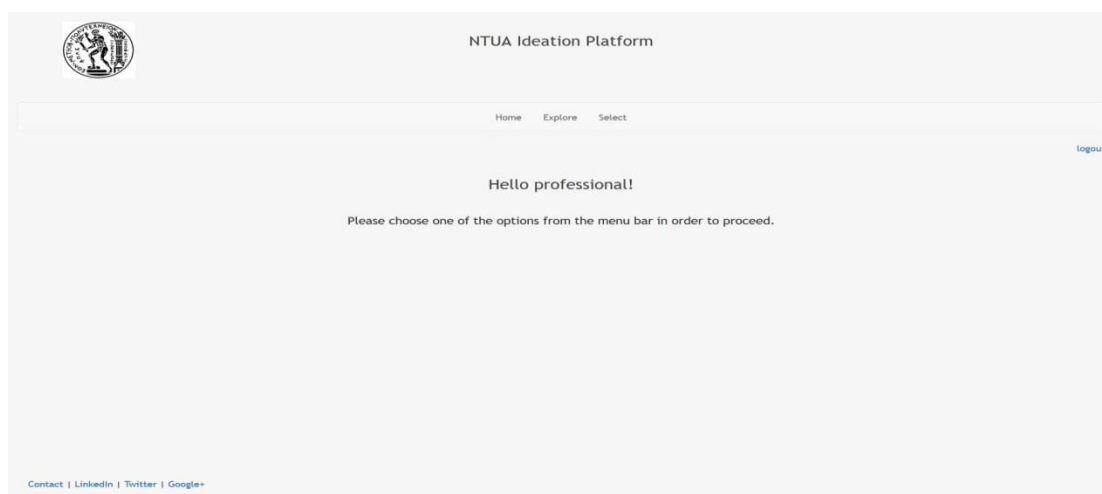 NTUA Ideation Platform
Home Explore Select
logou
Hello professional!
Please choose one of the options from the menu bar in order to proceed.
Contact | LinkedIn | Twitter | Google+